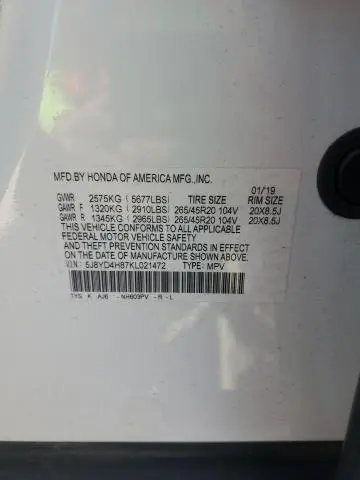 MFD.BY HONDA OF AMERICA MFG.,INC.
01/19
GVWR 2575KG (5677LBS) TIRE SIZE RIM SIZE
GAWR F 1320KG (2910LBS) 265/45R20 104V 20X8.5J
GAWR R 1345KG (2965LBS) 265/45R20 104V 20X8.5J
THIS VEHICLE CONFORMS TO ALL APPLICABLE
FEDERAL MOTOR VEHICLE SAFETY
AND THEFT PREVENTION STANDARDS IN EFFECT
ON THE DATE OF MANUFACTURE SHOWN ABOVE.
V.I.N: 5J8YD4H87KL021472 TYPE: MPV
K AJ6 -NH603PV -R-L